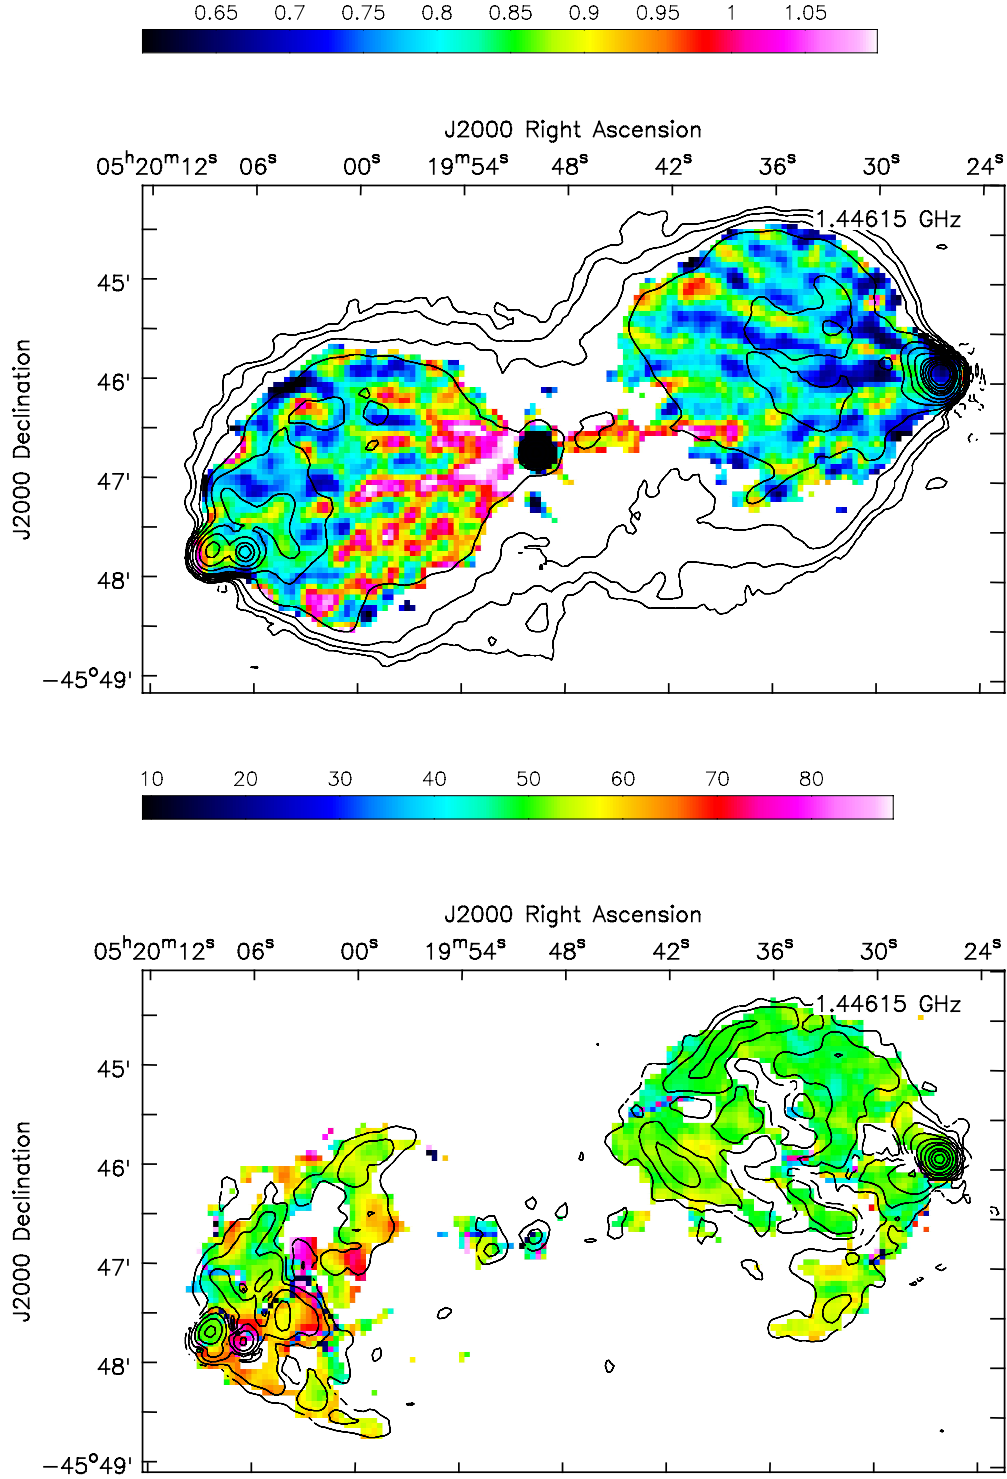 0.65 0.7 0.75 0.8 0.85 0.9 0.95 1 1.05
J2000 Right Ascension
05ʰ20ᵐ12ˢ 06ˢ 00ˢ 19ᵐ54ˢ 48ˢ 42ˢ 36ˢ 30ˢ 24ˢ
1.44615 GHz
45'
46'
47'
48'
−45°49'
J2000 Declination
10 20 30 40 50 60 70 80
J2000 Right Ascension
05ʰ20ᵐ12ˢ 06ˢ 00ˢ 19ᵐ54ˢ 48ˢ 42ˢ 36ˢ 30ˢ 24ˢ
1.44615 GHz
45'
46'
47'
48'
−45°49'
J2000 Declination